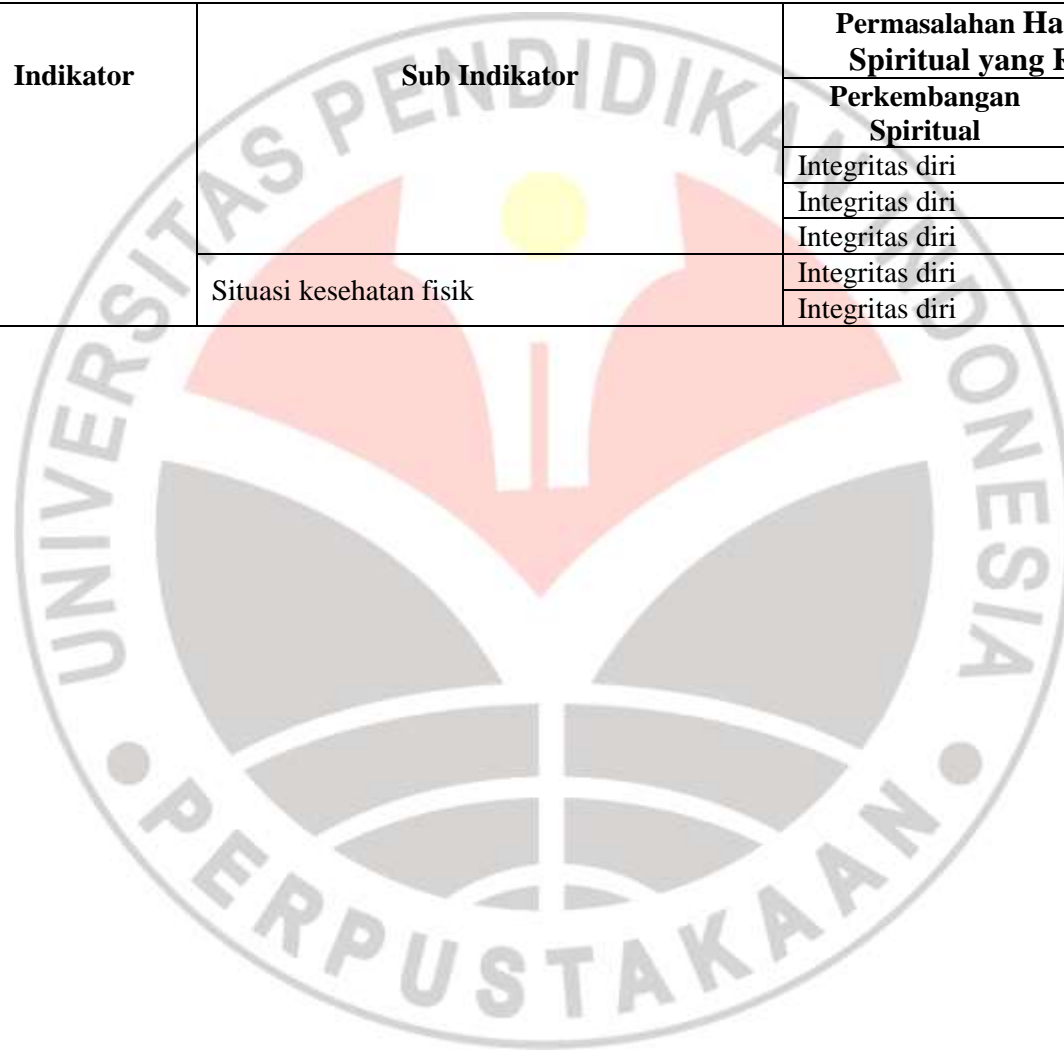 Indikator
Sub Indikator
Permasalahan Ha
Spiritual yang
Perkembangan
Spiritual
Integritas diri
Integritas diri
Integritas diri
Situasi kesehatan fisik
Integritas diri
Integritas diri
UNIVERSITAS PENDIDIKAN INDONESIA
PERPUSTAKAAN